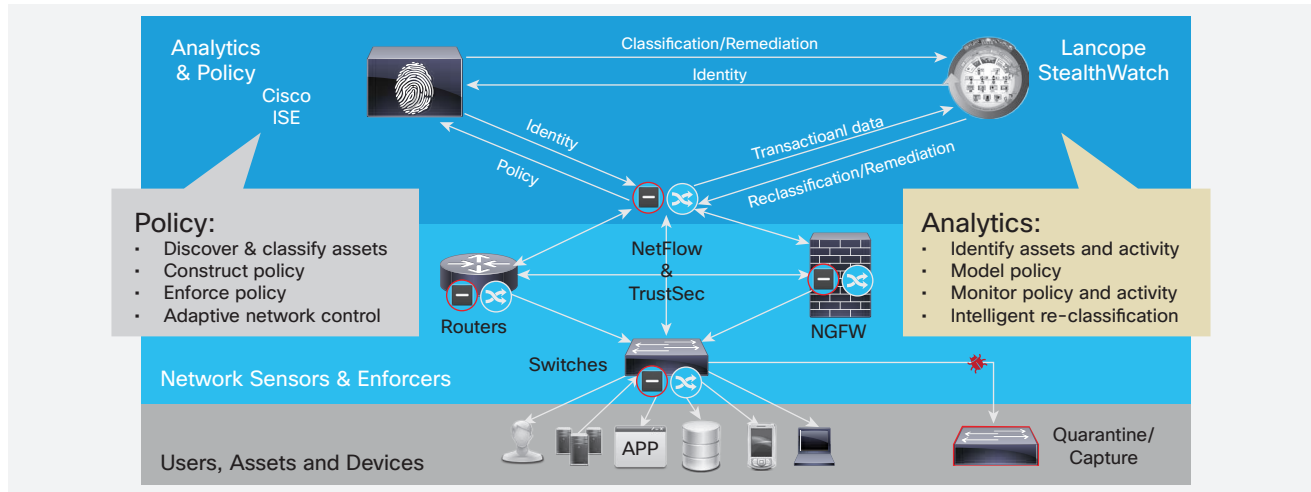 Analytics
& Policy
Cisco
ISE
Classification/Remediation
Identity
Lancope
StealthWatch
Identity
Policy
Transactioanl data
Reclassification/Remediation
Policy:
• Discover & classify assets
• Construct policy
• Enforce policy
• Adaptive network control
NetFlow
&
TrustSec
Analytics:
• Identify assets and activity
• Model policy
• Monitor policy and activity
• Intelligent re-classification
Routers
NGFW
Switches
Network Sensors & Enforcers
APP
Users, Assets and Devices
Quarantine/
Capture